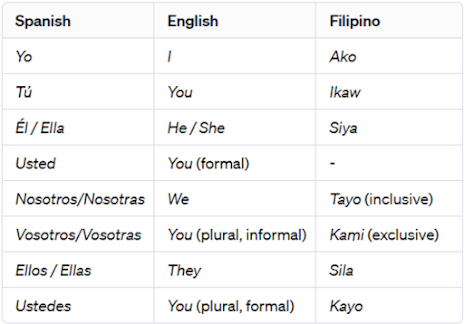 Spanish English Filipino
Yo I Ako
Tú You Ikaw
Él / Ella He / She Siya
Usted You (formal) -
Nosotros/Nosotras We Tayo (inclusive)
Vosotros/Vosotras You (plural, informal) Kami (exclusive)
Ellos / Ellas They Sila
Ustedes You (plural, formal) Kayo